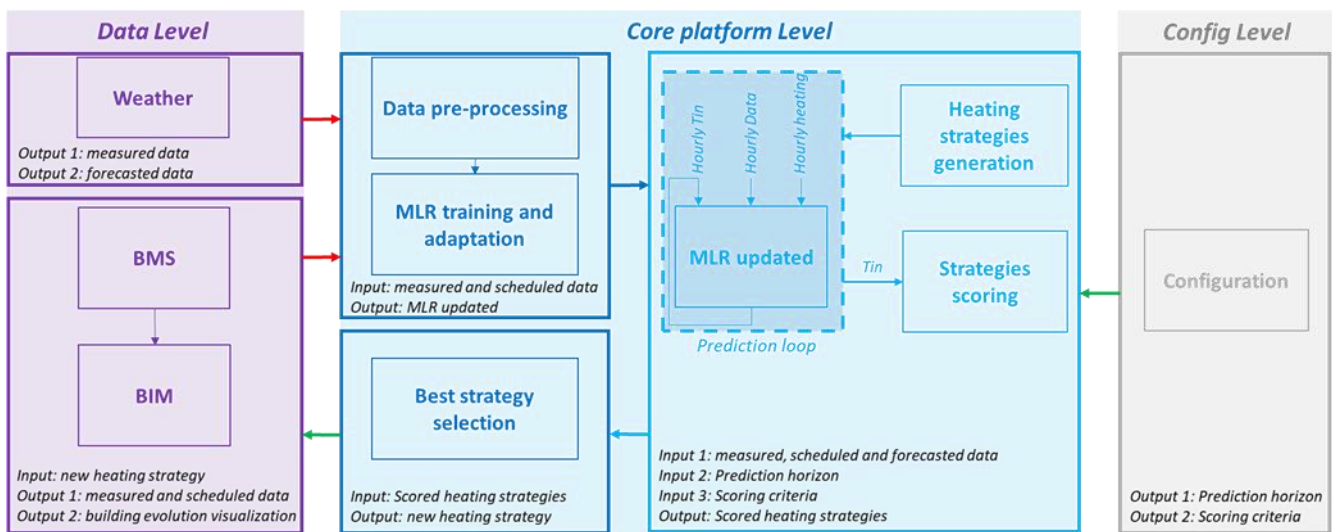 Data Level
Weather
Output 1: measured data
Output 2: forecasted data
BMS
BIM
Input: new heating strategy
Output 1: measured and scheduled data
Output 2: building evolution visualization
Core platform Level
Data pre-processing
MLR training and
adaptation
Input: measured and scheduled data
Output: MLR updated
Best strategy
selection
Input: Scored heating strategies
Output: new heating strategy
Hourly Tin
Hourly Data
Hourly heating
MLR updated
Prediction loop
Heating
strategies
generation
Tin
Strategies
scoring
Input 1: measured, scheduled and forecasted data
Input 2: Prediction horizon
Input 3: Scoring criteria
Output: Scored heating strategies
Config Level
Configuration
Output 1: Prediction horizon
Output 2: Scoring criteria